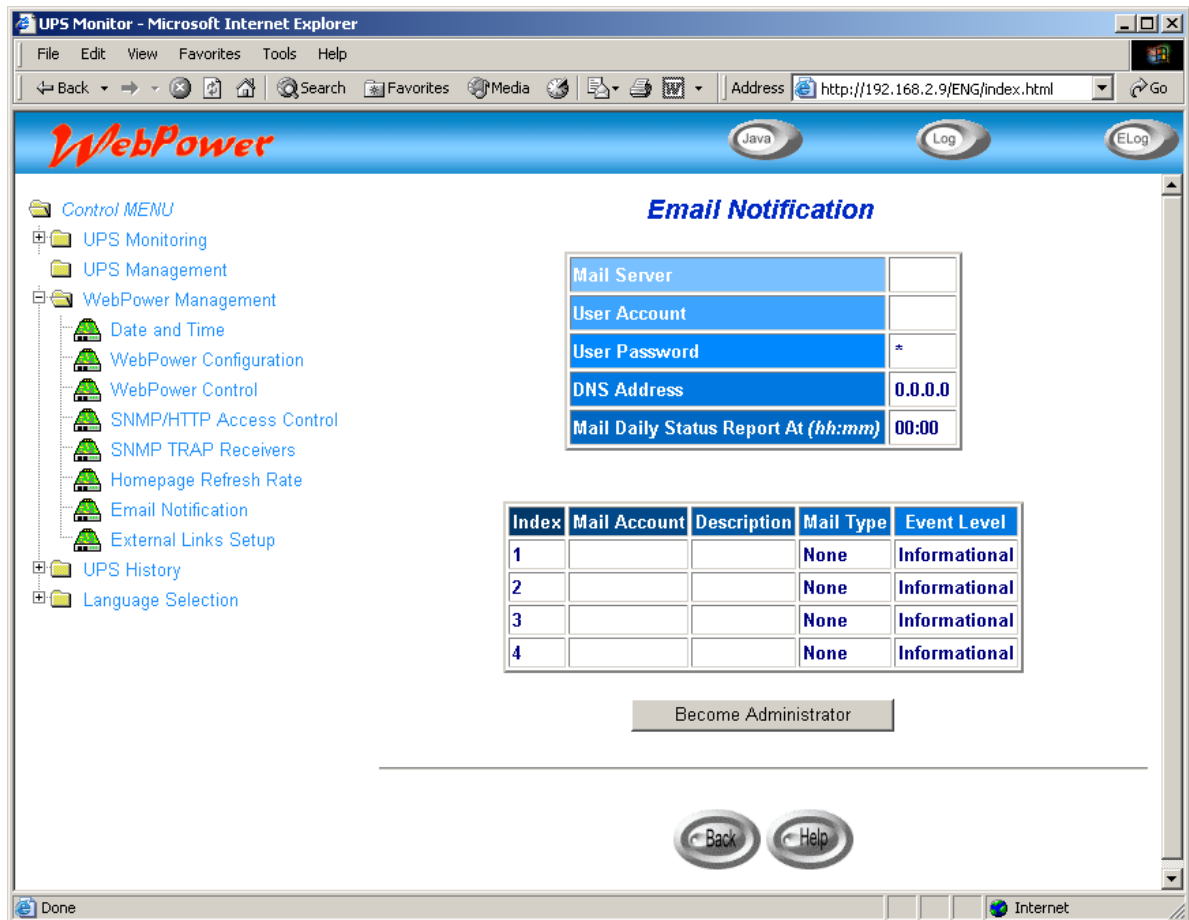 UPS Monitor - Microsoft Internet Explorer
File Edit View Favorites Tools Help
Back Search Favorites Media Address http://192.168.2.9/ENG/index.html Go
WebPower Java Log ELog
Control MENU
UPS Monitoring
UPS Management
WebPower Management
Date and Time
WebPower Configuration
WebPower Control
SNMP/HTTP Access Control
SNMP TRAP Receivers
Homepage Refresh Rate
Email Notification
External Links Setup
UPS History
Language Selection
Email Notification
Mail Server
User Account
User Password *
DNS Address 0.0.0.0
Mail Daily Status Report At (hh:mm) 00:00
Index Mail Account Description Mail Type Event Level
1 None Informational
2 None Informational
3 None Informational
4 None Informational
Become Administrator
Back Help
Done Internet